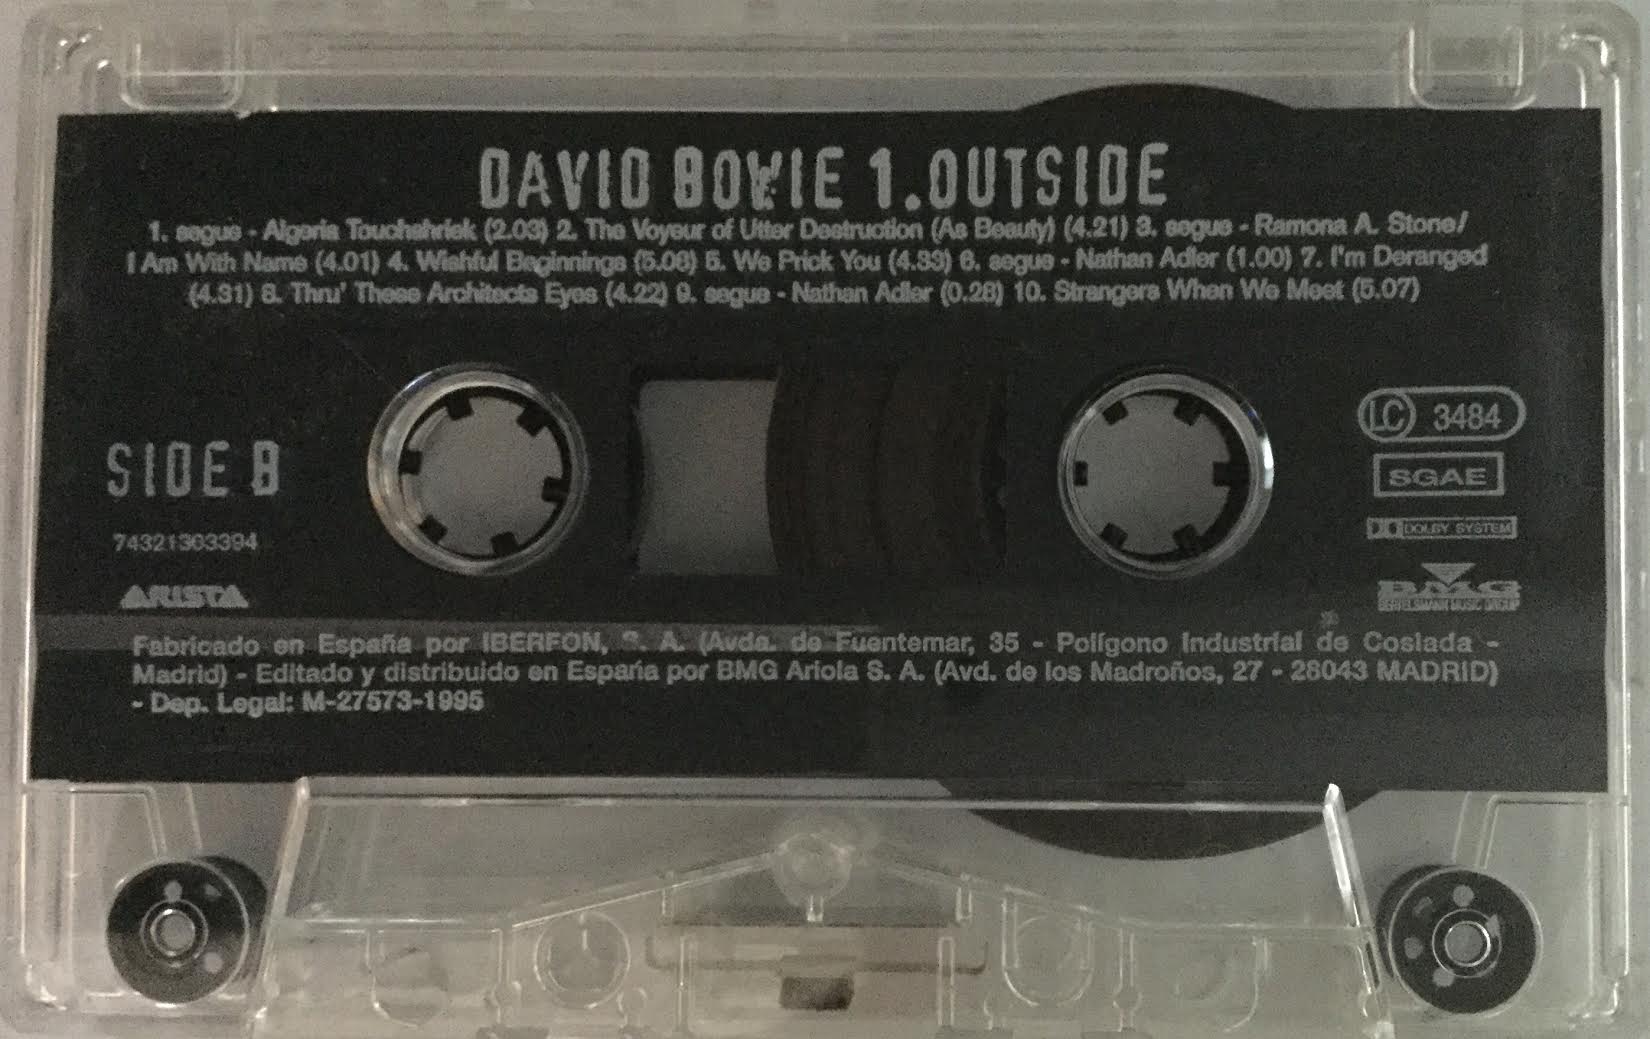 DAVID BOWIE 1.OUTSIDE
1. segue - Algeria Touchshriek (2.03) 2. The Voyeur of Utter Destruction (As Beauty) (4.21) 3. segue - Ramona A. Stone/
I Am With Name (4.01) 4. Wishful Beginnings (5.08) 5. We Prick You (4.33) 6. segue - Nathan Adler (1.00) 7. I'm Deranged
(4.31) 8. Thru' These Architects Eyes (4.22) 9. segue - Nathan Adler (0.28) 10. Strangers When We Meet (5.07)
SIDE B
74321303394
ARISTA
LC 3484
SGAE
DOLBY SYSTEM
BMG
BERTELSMANN MUSIC GROUP
Fabricado en España por IBERFON, S. A. (Avda. de Fuentemar, 35 - Polígono Industrial de Coslada -
Madrid) - Editado y distribuido en España por BMG Ariola S. A. (Avd. de los Madroños, 27 - 28043 MADRID)
- Dep. Legal: M-27573-1995